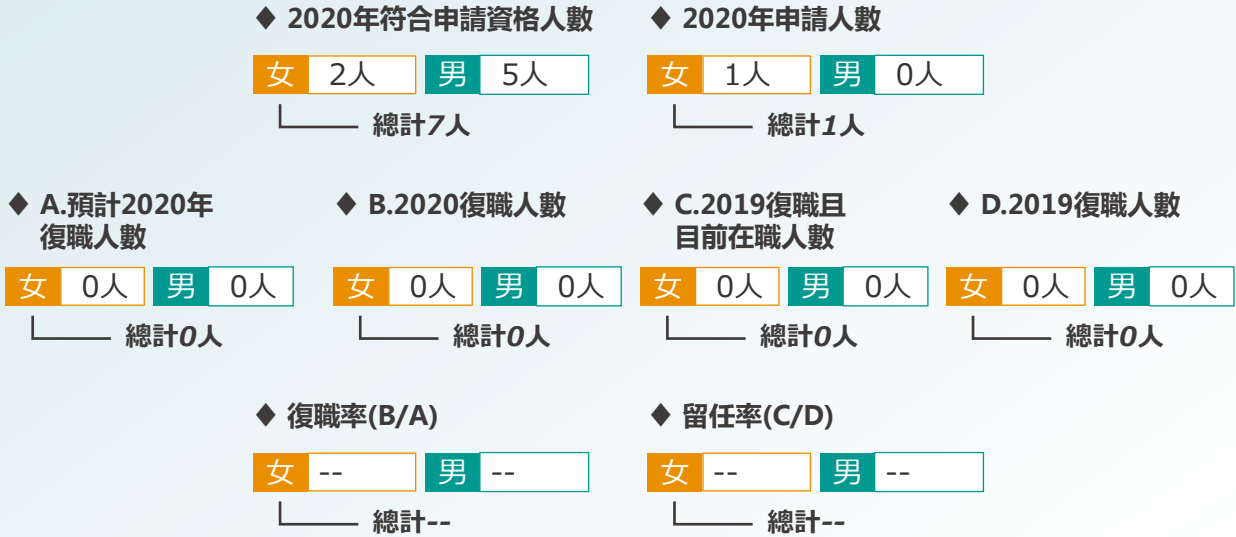 ◆ 2020年符合申請資格人數 ◆ 2020年申請人數
女 2人 男 5人 女 1人 男 0人
總計7人 總計1人
◆ A.預計2020年 ◆ B.2020復職人數 ◆ C.2019復職且 ◆ D.2019復職人數
復職人數 目前在職人數
女 0人 男 0人 女 0人 男 0人 女 0人 男 0人 女 0人 男 0人
總計0人 總計0人 總計0人 總計0人
◆ 復職率(B/A) ◆ 留任率(C/D)
女 -- 男 -- 女 -- 男 --
總計-- 總計--